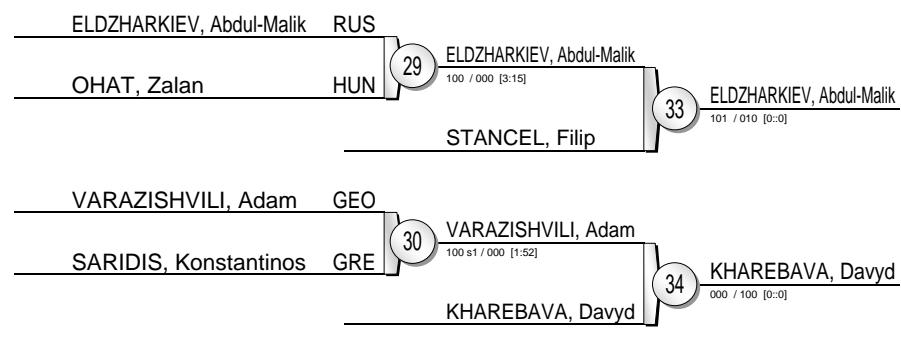 ELDZHARKIEV, Abdul-Malik RUS
OHAT, Zalan HUN
29
ELDZHARKIEV, Abdul-Malik
100 / 000 [3:15]
STANCEL, Filip
33
ELDZHARKIEV, Abdul-Malik
101 / 010 [0::0]
VARAZISHVILI, Adam GEO
SARIDIS, Konstantinos GRE
30
VARAZISHVILI, Adam
100 s1 / 000 [1:52]
KHAREBAVA, Davyd
34
KHAREBAVA, Davyd
000 / 100 [0::0]